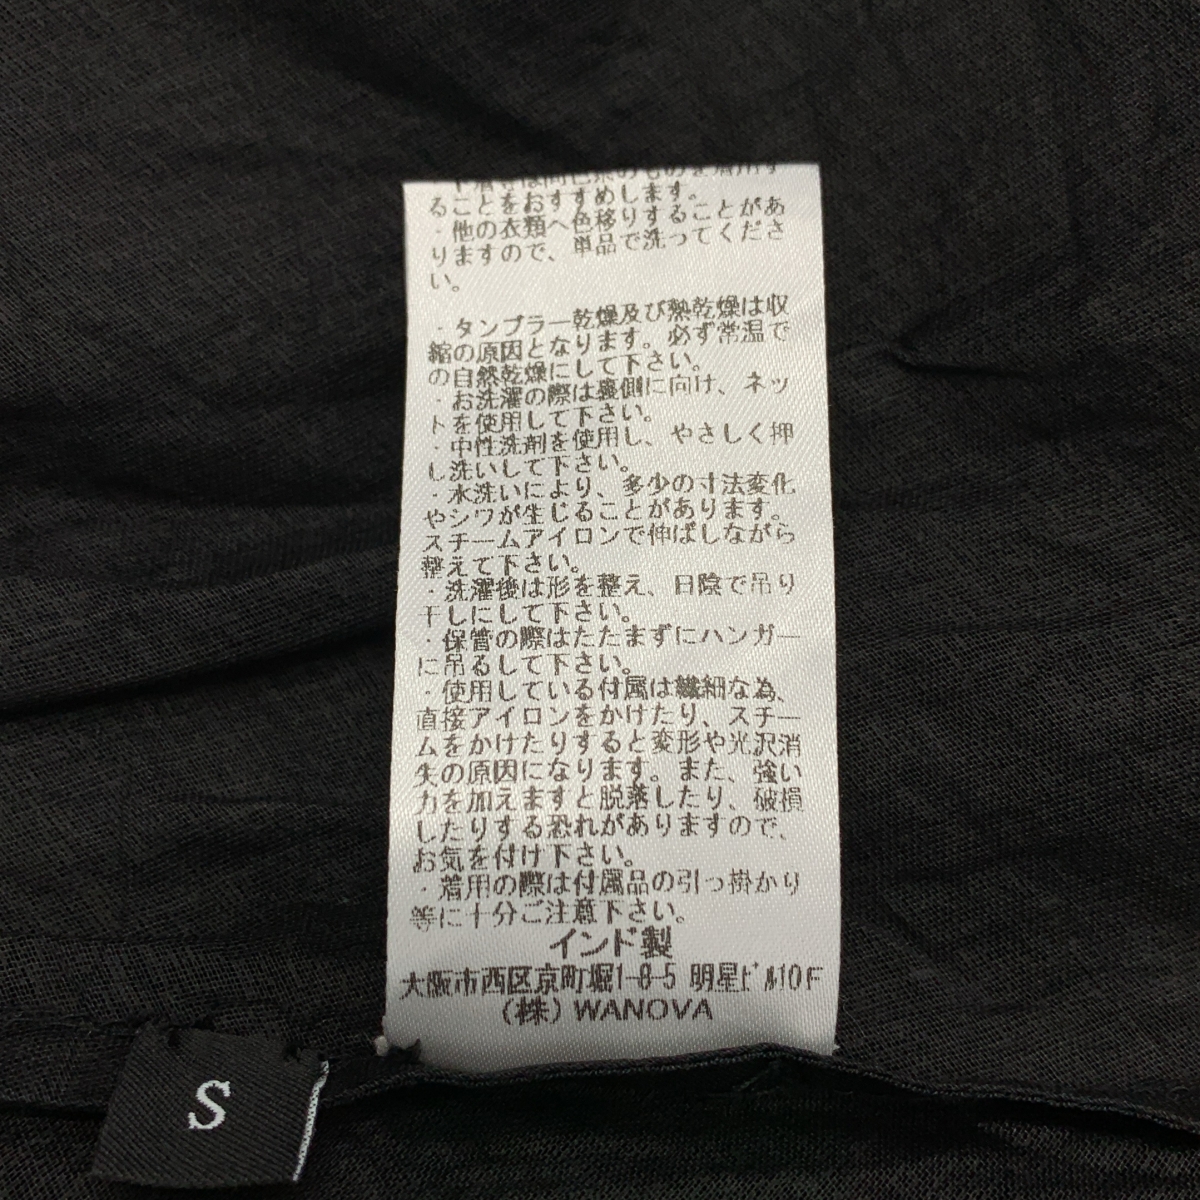 下着等は同色系のものを着用す
ることをおすすめします。
・他の衣類へ色移りすることがあ
りますので、単品で洗ってくださ
い。
・タンブラー乾燥及び熱乾燥は収
縮の原因となります。必ず常温で
の自然乾燥にして下さい。
・お洗濯の際は裏側に向け、ネッ
トを使用して下さい。
・中性洗剤を使用し、やさしく押
し洗いして下さい。
・水洗いにより、多少の寸法変化
やシワが生じることがあります。
スチームアイロンで伸ばしながら
整えて下さい。
・洗濯後は形を整え、日陰で吊り
干しにして下さい。
・保管の際はたたまずにハンガー
に吊るして下さい。
・使用している付属は繊細な為、
直接アイロンをかけたり、スチー
ムをかけたりすると変形や光沢消
失の原因になります。また、強い
力を加えますと脱落したり、破損
したりする恐れがありますので、
お気を付け下さい。
・着用の際は付属品の引っ掛かり
等に十分ご注意下さい。
インド製
大阪市西区京町堀1-8-5 明星ﾋﾞﾙ10F
(株) WANOVA
S